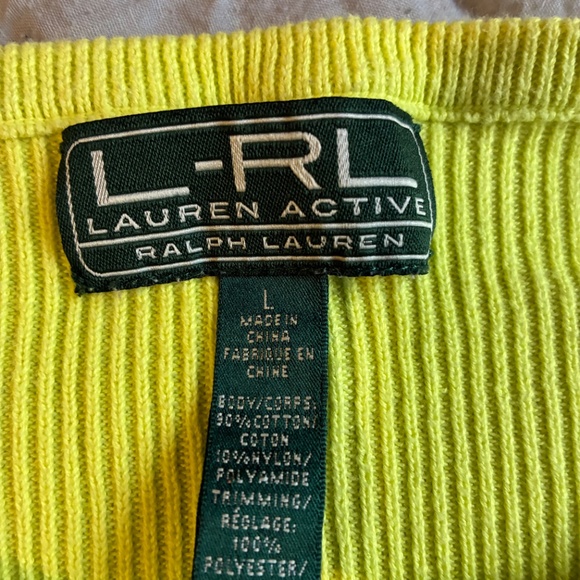 L-RL
LAUREN ACTIVE
RALPH LAUREN
L
MADE IN
CHINA
FABRIQUE EN
CHINE
BODY/CORPS:
90%COTTON/
COTON
10%NYLON/
POLYAMIDE
TRIMMING/
RÉGLAGE:
100%
POLYESTER/